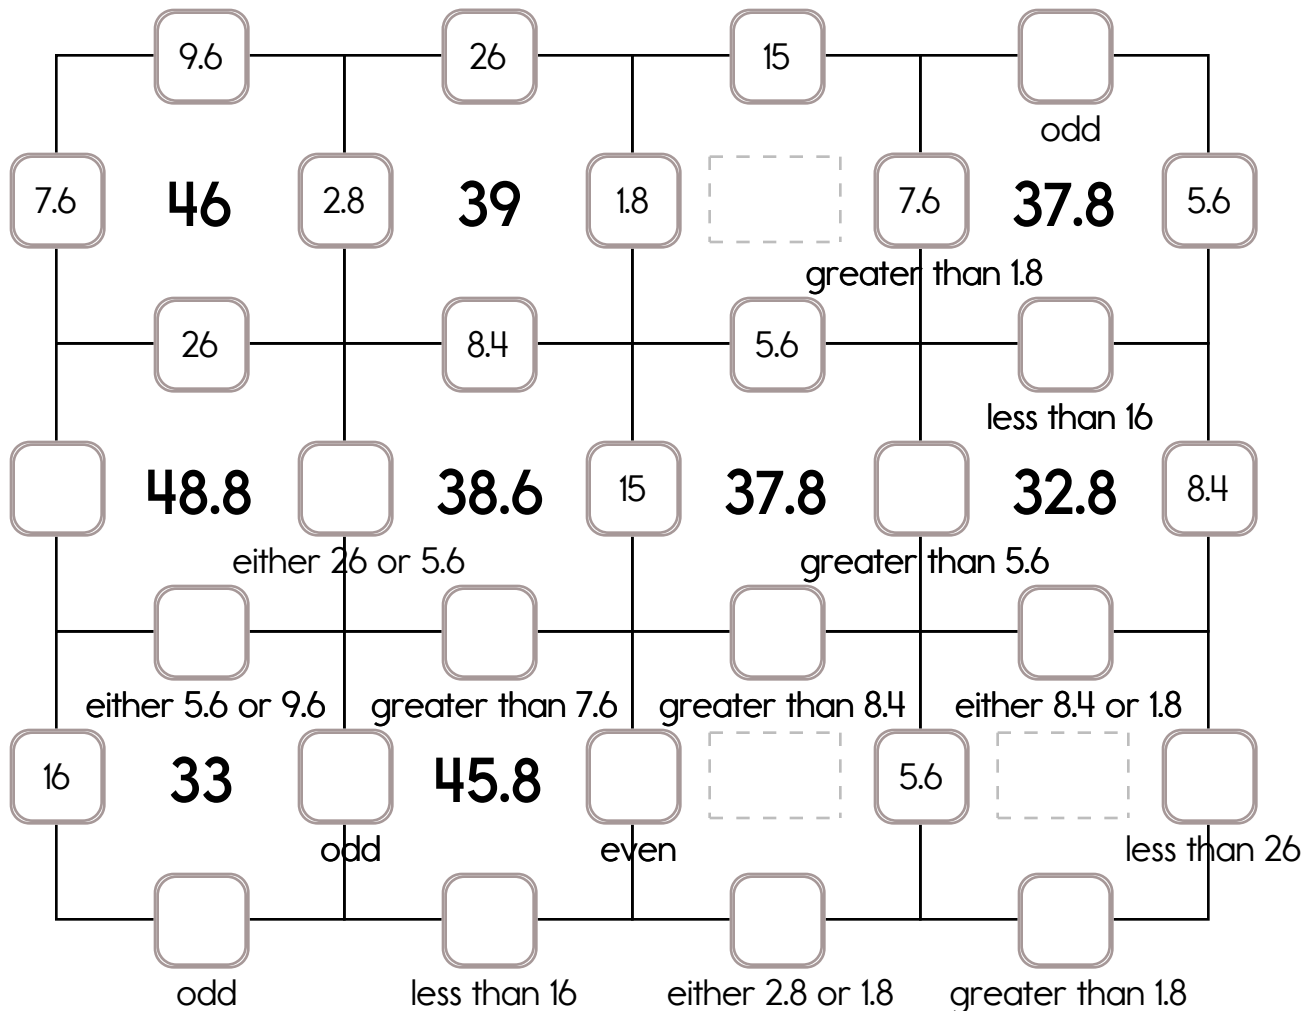 9.6 26 15
odd
7.6 46 2.8 39 1.8 7.6 37.8 5.6
greater than 1.8
26 8.4 5.6
less than 16
48.8 38.6 15 37.8 32.8 8.4
either 26 or 5.6 greater than 5.6
either 5.6 or 9.6 greater than 7.6 greater than 8.4 either 8.4 or 1.8
16 33 45.8 5.6
odd even less than 26
odd less than 16 either 2.8 or 1.8 greater than 1.8